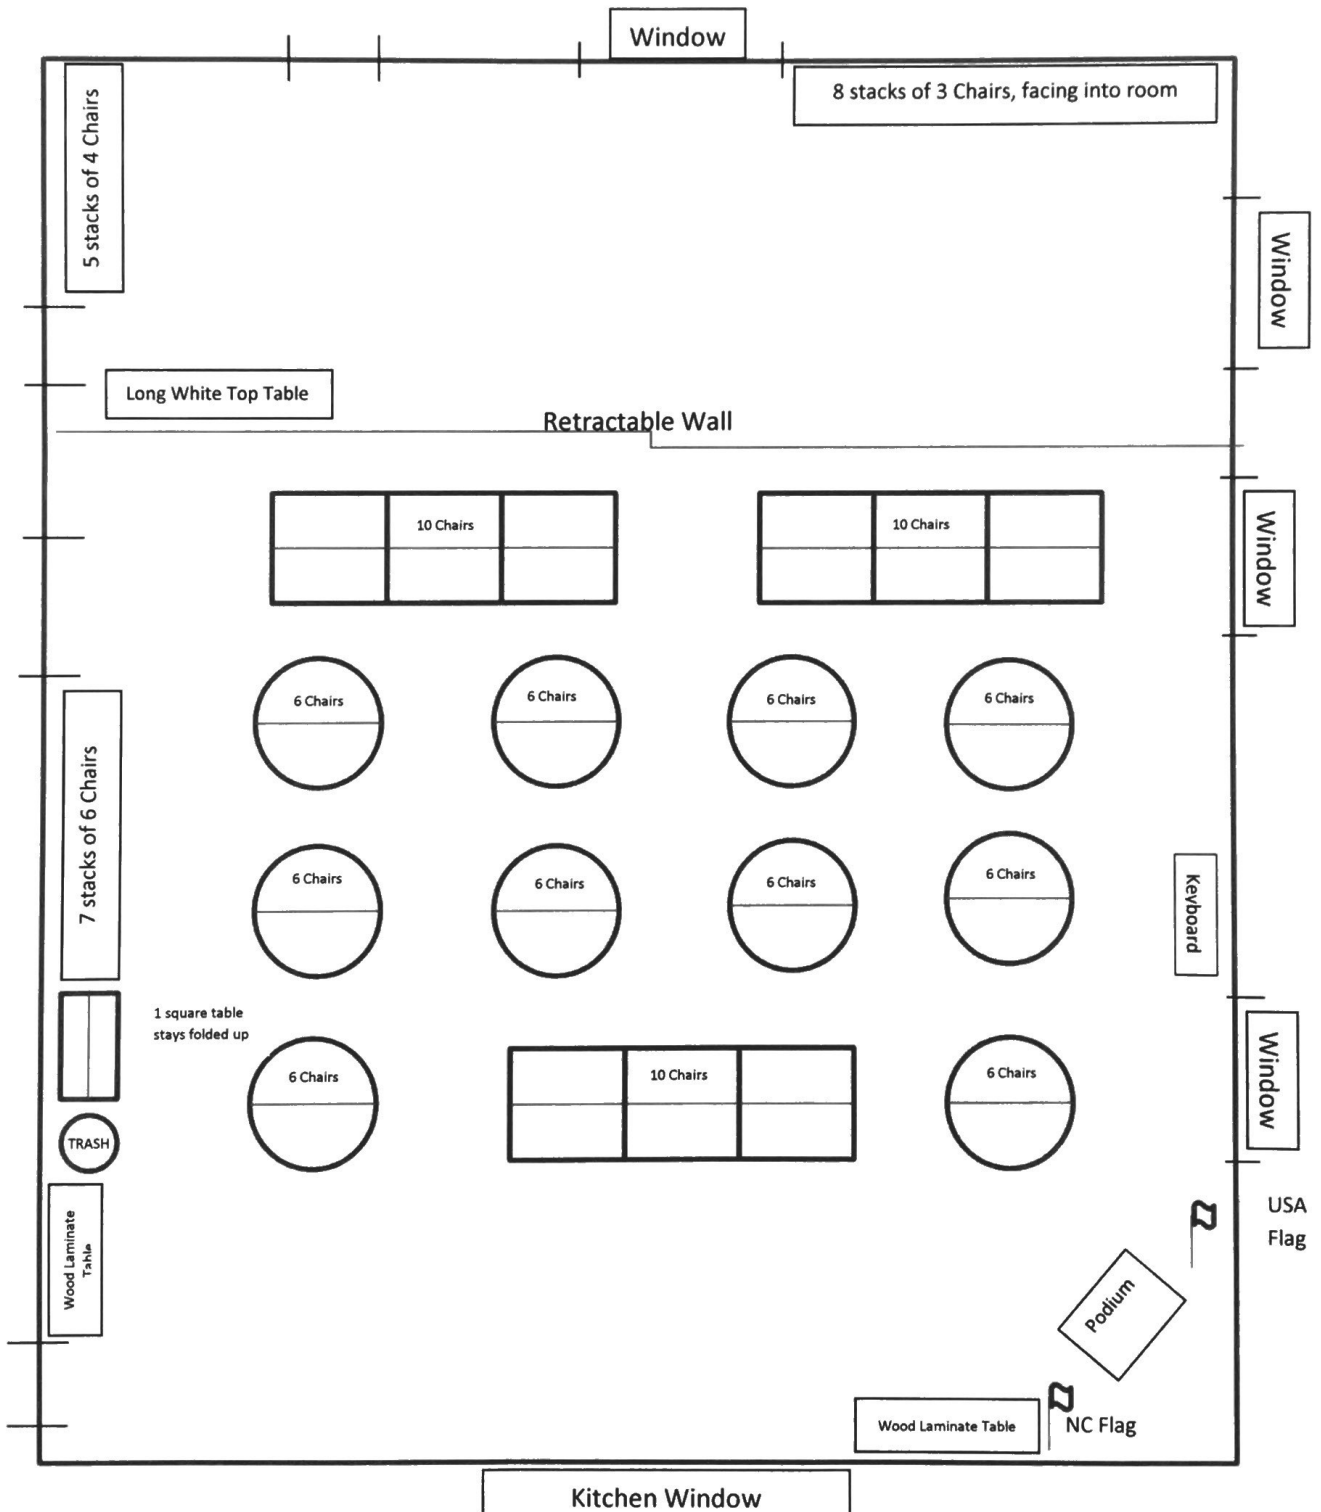 Window
8 stacks of 3 Chairs, facing into room
5 stacks of 4 Chairs
Window
Long White Top Table
Retractable Wall
10 Chairs
10 Chairs
Window
6 Chairs
6 Chairs
6 Chairs
6 Chairs
7 stacks of 6 Chairs
6 Chairs
6 Chairs
6 Chairs
6 Chairs
Keyboard
1 square table
stays folded up
6 Chairs
10 Chairs
6 Chairs
Window
TRASH
Wood Laminate
Table
USA
Flag
Podium
Wood Laminate Table
NC Flag
Kitchen Window